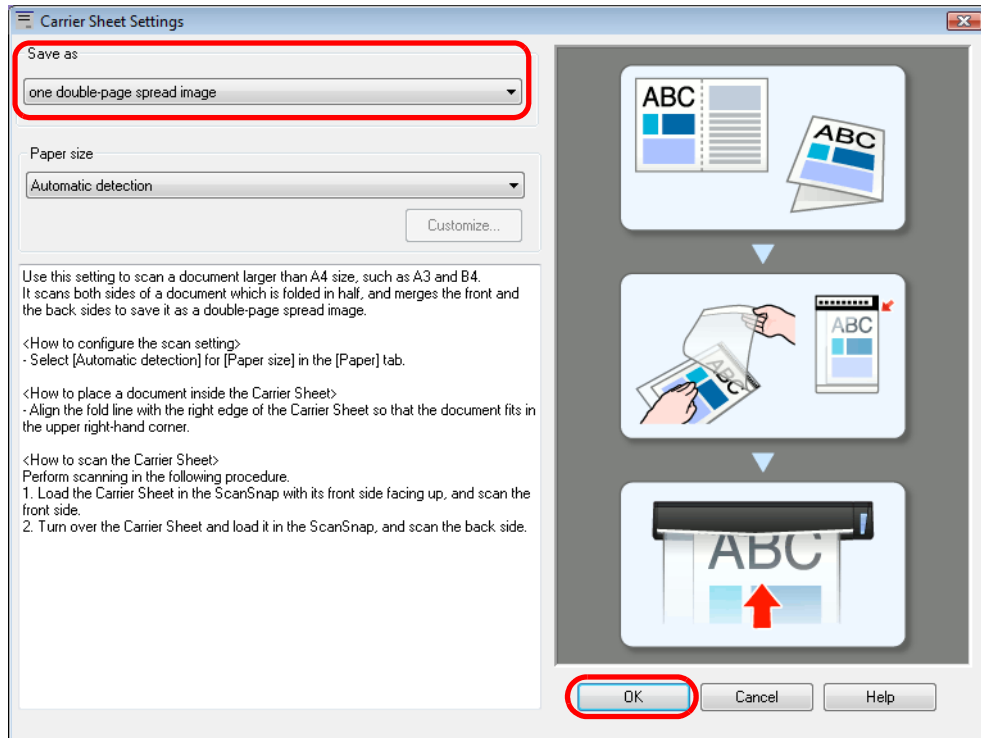 Carrier Sheet Settings
Save as
one double-page spread image
Paper size
Automatic detection
Customize...
Use this setting to scan a document larger than A4 size, such as A3 and B4.
It scans both sides of a document which is folded in half, and merges the front and
the back sides to save it as a double-page spread image.
<How to configure the scan setting>
- Select [Automatic detection] for [Paper size] in the [Paper] tab.
<How to place a document inside the Carrier Sheet>
- Align the fold line with the right edge of the Carrier Sheet so that the document fits in
the upper right-hand corner.
<How to scan the Carrier Sheet>
Perform scanning in the following procedure.
1. Load the Carrier Sheet in the ScanSnap with its front side facing up, and scan the
front side.
2. Turn over the Carrier Sheet and load it in the ScanSnap, and scan the back side.
ABC
ABC
ABC
ABC
ABC
OK
Cancel
Help